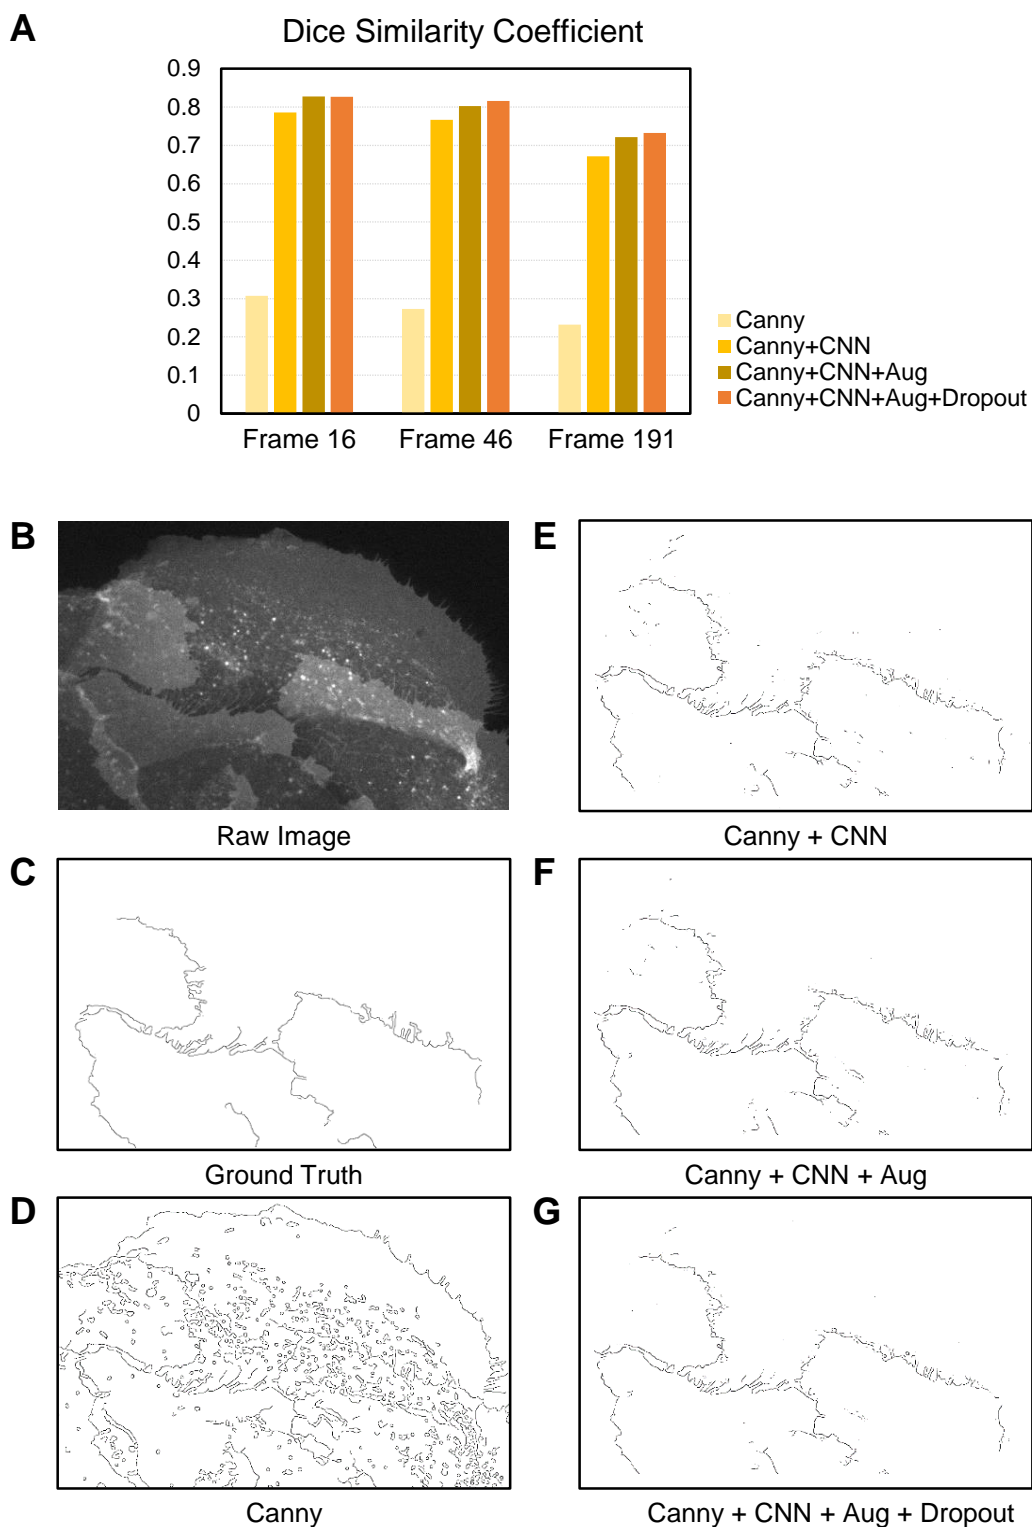 A
Dice Similarity Coefficient
0.9
0.8
0.7
0.6
0.5
0.4
0.3
0.2
0.1
0
Frame 16
Frame 46
Frame 191
Canny
Canny+CNN
Canny+CNN+Aug
Canny+CNN+Aug+Dropout
B
Raw Image
C
Ground Truth
D
Canny
E
Canny + CNN
F
Canny + CNN + Aug
G
Canny + CNN + Aug + Dropout